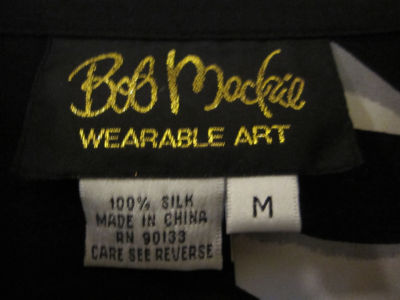 Bob Mackie
WEARABLE ART
100% SILK
MADE IN CHINA
RN 90133
CARE SEE REVERSE
M